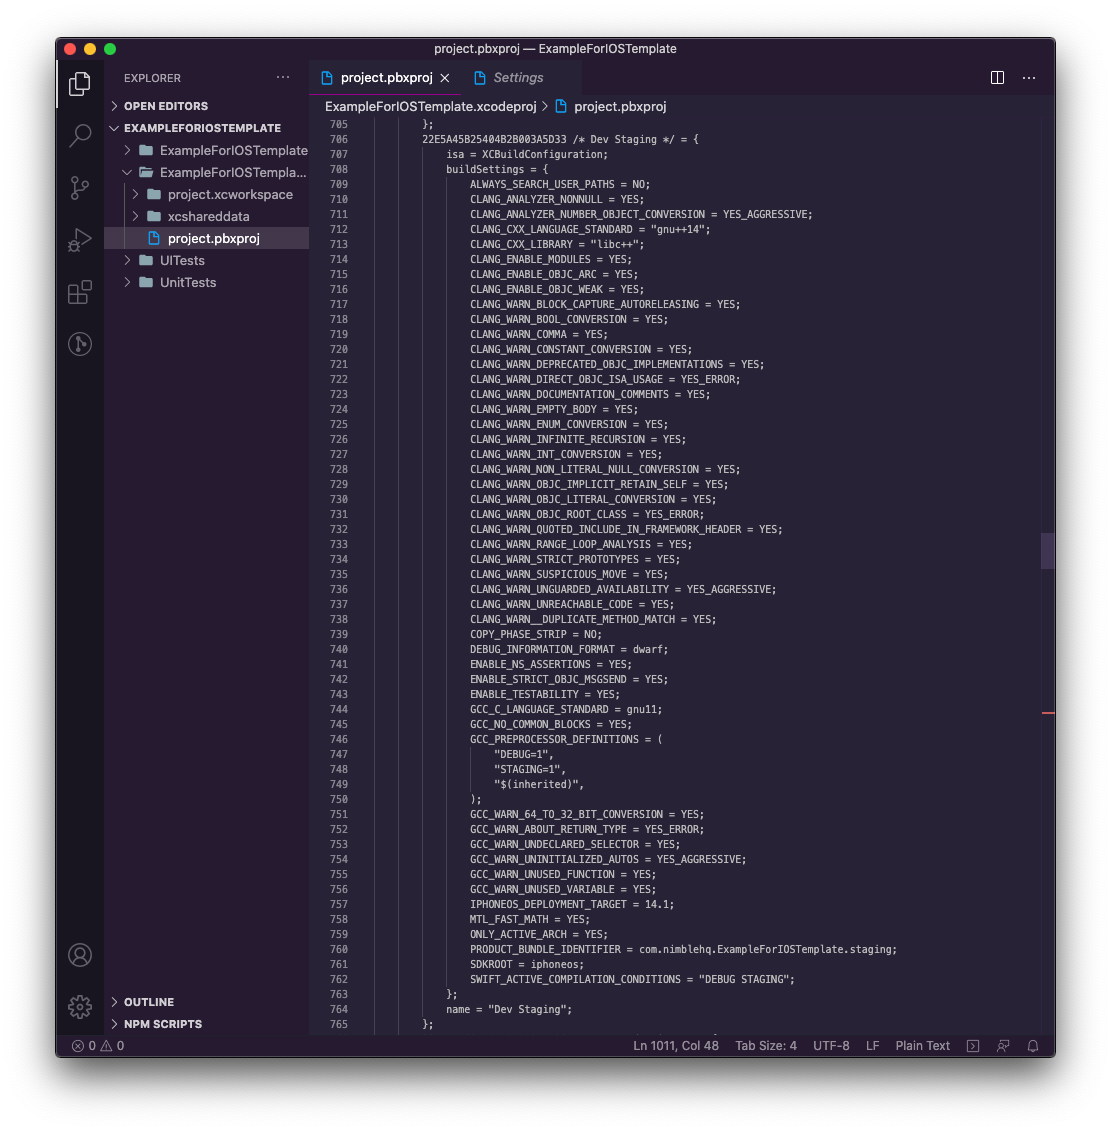 project.pbxproj — ExampleForIOSTemplate
EXPLORER
OPEN EDITORS
EXAMPLEFORIOSTEMPLATE
ExampleForIOSTemplate
ExampleForIOSTempla...
project.xcworkspace
xcshareddata
project.pbxproj
UITests
UnitTests
OUTLINE
NPM SCRIPTS
project.pbxproj
Settings
ExampleForIOSTemplate.xcodeproj > project.pbxproj
705 };
706 22E5A45B25404B2B003A5D33 /* Dev Staging */ = {
707 isa = XCBuildConfiguration;
708 buildSettings = {
709 ALWAYS_SEARCH_USER_PATHS = NO;
710 CLANG_ANALYZER_NONNULL = YES;
711 CLANG_ANALYZER_NUMBER_OBJECT_CONVERSION = YES_AGGRESSIVE;
712 CLANG_CXX_LANGUAGE_STANDARD = "gnu++14";
713 CLANG_CXX_LIBRARY = "libc++";
714 CLANG_ENABLE_MODULES = YES;
715 CLANG_ENABLE_OBJC_ARC = YES;
716 CLANG_ENABLE_OBJC_WEAK = YES;
717 CLANG_WARN_BLOCK_CAPTURE_AUTORELEASING = YES;
718 CLANG_WARN_BOOL_CONVERSION = YES;
719 CLANG_WARN_COMMA = YES;
720 CLANG_WARN_CONSTANT_CONVERSION = YES;
721 CLANG_WARN_DEPRECATED_OBJC_IMPLEMENTATIONS = YES;
722 CLANG_WARN_DIRECT_OBJC_ISA_USAGE = YES_ERROR;
723 CLANG_WARN_DOCUMENTATION_COMMENTS = YES;
724 CLANG_WARN_EMPTY_BODY = YES;
725 CLANG_WARN_ENUM_CONVERSION = YES;
726 CLANG_WARN_INFINITE_RECURSION = YES;
727 CLANG_WARN_INT_CONVERSION = YES;
728 CLANG_WARN_NON_LITERAL_NULL_CONVERSION = YES;
729 CLANG_WARN_OBJC_IMPLICIT_RETAIN_SELF = YES;
730 CLANG_WARN_OBJC_LITERAL_CONVERSION = YES;
731 CLANG_WARN_OBJC_ROOT_CLASS = YES_ERROR;
732 CLANG_WARN_QUOTED_INCLUDE_IN_FRAMEWORK_HEADER = YES;
733 CLANG_WARN_RANGE_LOOP_ANALYSIS = YES;
734 CLANG_WARN_STRICT_PROTOTYPES = YES;
735 CLANG_WARN_SUSPICIOUS_MOVE = YES;
736 CLANG_WARN_UNGUARDED_AVAILABILITY = YES_AGGRESSIVE;
737 CLANG_WARN_UNREACHABLE_CODE = YES;
738 CLANG_WARN__DUPLICATE_METHOD_MATCH = YES;
739 COPY_PHASE_STRIP = NO;
740 DEBUG_INFORMATION_FORMAT = dwarf;
741 ENABLE_NS_ASSERTIONS = YES;
742 ENABLE_STRICT_OBJC_MSGSEND = YES;
743 ENABLE_TESTABILITY = YES;
744 GCC_C_LANGUAGE_STANDARD = gnu11;
745 GCC_NO_COMMON_BLOCKS = YES;
746 GCC_PREPROCESSOR_DEFINITIONS = (
747 "DEBUG=1",
748 "STAGING=1",
749 "$(inherited)",
750 );
751 GCC_WARN_64_TO_32_BIT_CONVERSION = YES;
752 GCC_WARN_ABOUT_RETURN_TYPE = YES_ERROR;
753 GCC_WARN_UNDECLARED_SELECTOR = YES;
754 GCC_WARN_UNINITIALIZED_AUTOS = YES_AGGRESSIVE;
755 GCC_WARN_UNUSED_FUNCTION = YES;
756 GCC_WARN_UNUSED_VARIABLE = YES;
757 IPHONEOS_DEPLOYMENT_TARGET = 14.1;
758 MTL_FAST_MATH = YES;
759 ONLY_ACTIVE_ARCH = YES;
760 PRODUCT_BUNDLE_IDENTIFIER = com.nimblehq.ExampleForIOSTemplate.staging;
761 SDKROOT = iphoneos;
762 SWIFT_ACTIVE_COMPILATION_CONDITIONS = "DEBUG STAGING";
763 };
764 name = "Dev Staging";
765 };
0 0
Ln 1011, Col 48 Tab Size: 4 UTF-8 LF Plain Text